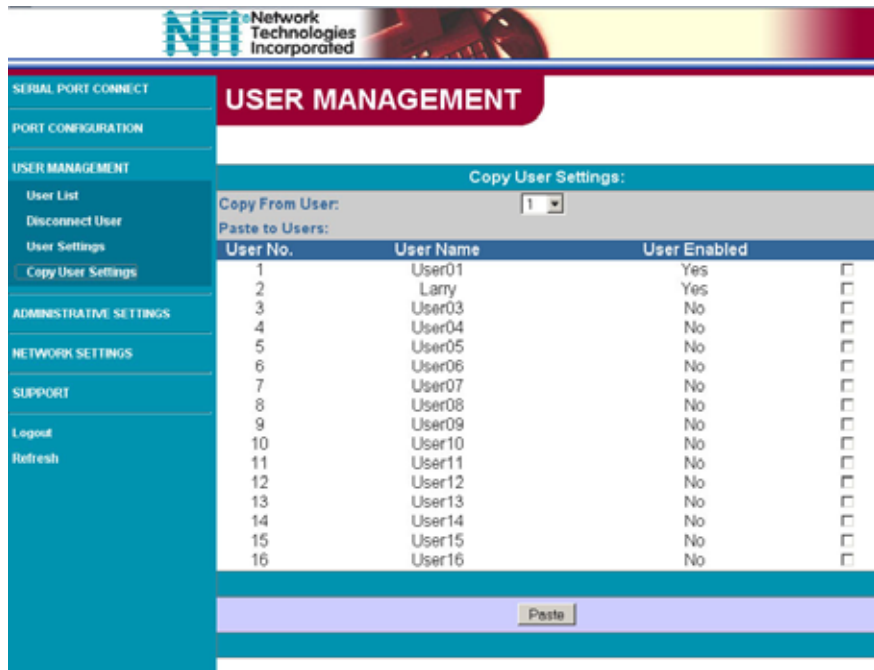 NTI Network
Technologies
Incorporated
SERIAL PORT CONNECT
PORT CONFIGURATION
USER MANAGEMENT
User List
Disconnect User
User Settings
Copy User Settings
ADMINISTRATIVE SETTINGS
NETWORK SETTINGS
SUPPORT
Logout
Refresh
USER MANAGEMENT
Copy User Settings:
Copy From User: 1
Paste to Users:
User No. User Name User Enabled
1 User01 Yes
2 Larry Yes
3 User03 No
4 User04 No
5 User05 No
6 User06 No
7 User07 No
8 User08 No
9 User09 No
10 User10 No
11 User11 No
12 User12 No
13 User13 No
14 User14 No
15 User15 No
16 User16 No
Paste